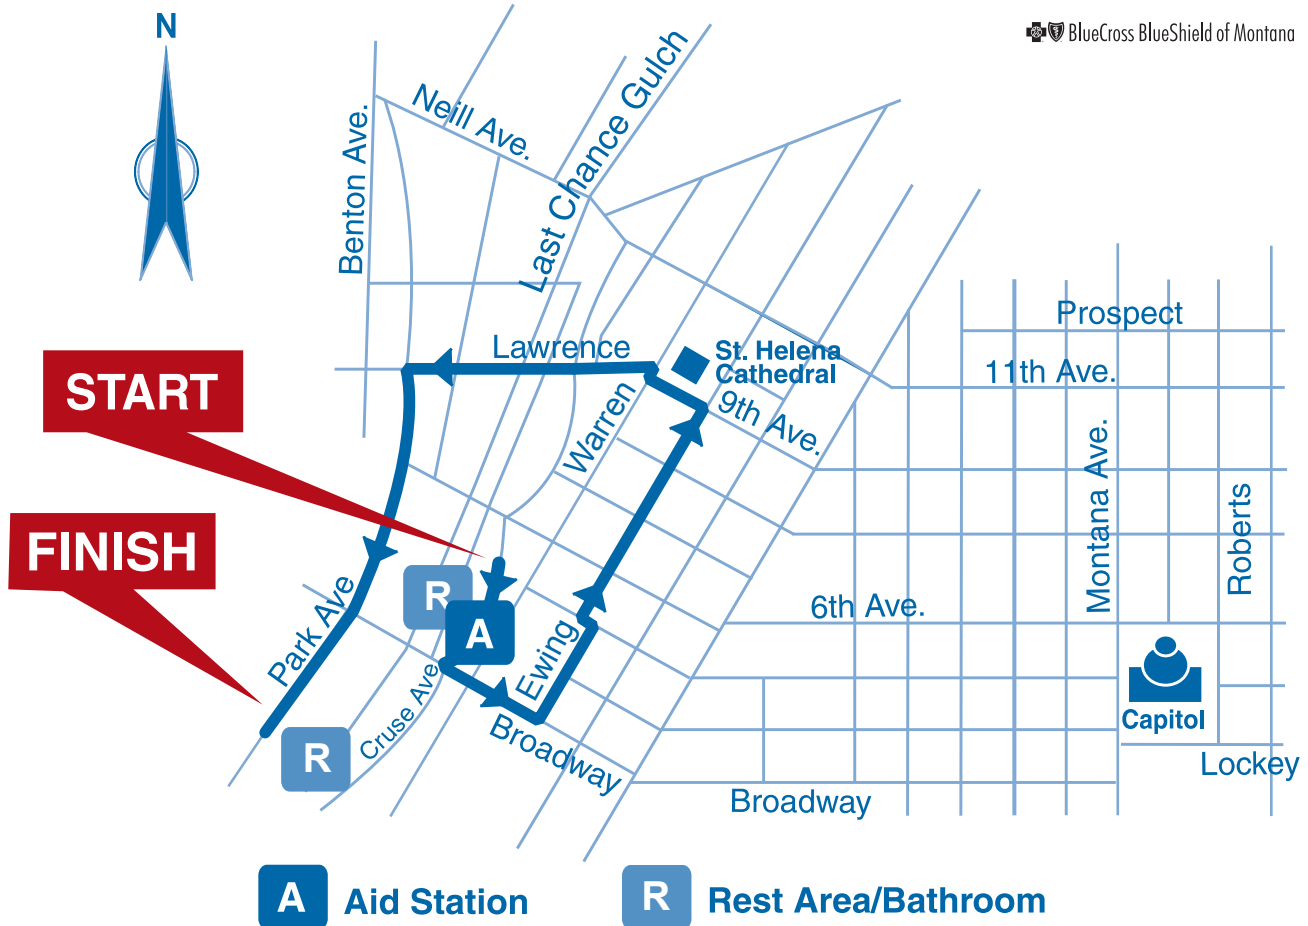 N
BlueCross BlueShield of Montana
Neill Ave.
Benton Ave.
Last Chance Gulch
Prospect
Lawrence
St. Helena
Cathedral
11th Ave.
START
9th Ave.
Warren
Montana Ave.
Roberts
FINISH
R
6th Ave.
A
Park Ave
Ewing
Cruse Ave.
Capitol
Broadway
R
Lockey
Broadway
A Aid Station
R Rest Area/Bathroom